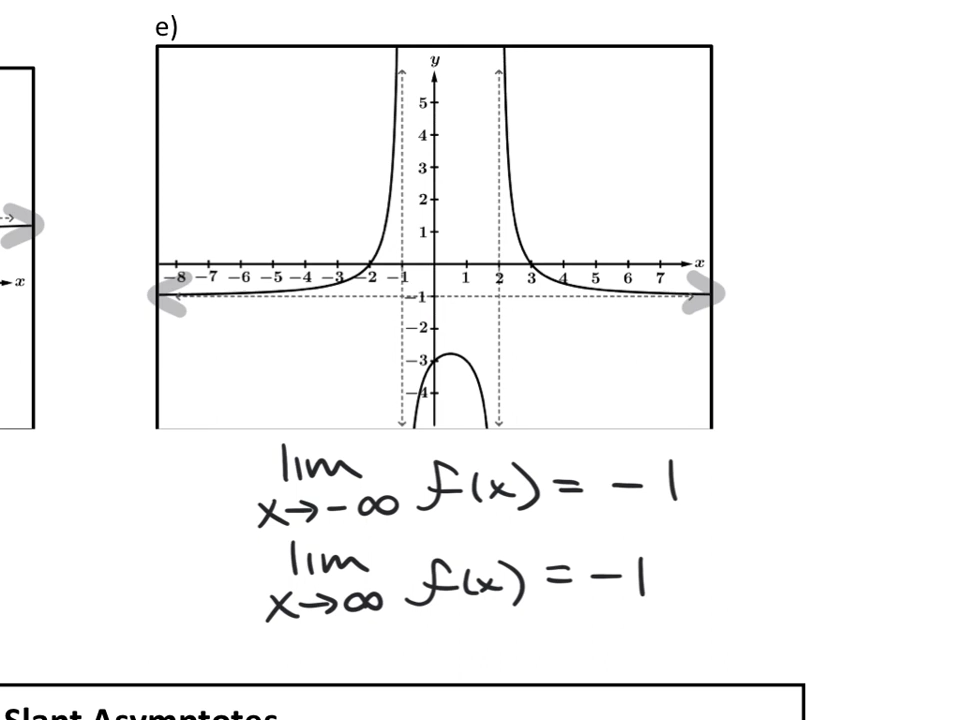 e)
y
5
4
3
2
1
−8 −7 −6 −5 −4 −3 −2 −1 1 2 3 4 5 6 7 x
x
−1
−2
−3
−4
lim f(x) = −1
x→−∞
lim f(x) = −1
x→∞
Slant Asymptotes